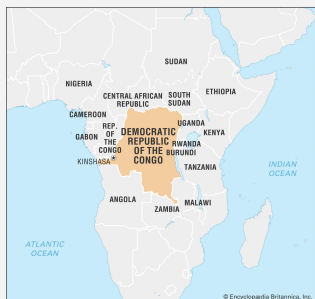 SUDAN
NIGERIA
CENTRAL AFRICAN
REPUBLIC
SOUTH
SUDAN
ETHIOPIA
CAMEROON
GABON
REP.
OF
THE
CONGO
DEMOCRATIC
REPUBLIC
OF THE
CONGO
UGANDA
KENYA
RWANDA
BURUNDI
KINSHASA
TANZANIA
INDIAN
OCEAN
ANGOLA
ZAMBIA
MALAWI
ATLANTIC
OCEAN
© Encyclopædia Britannica, Inc.